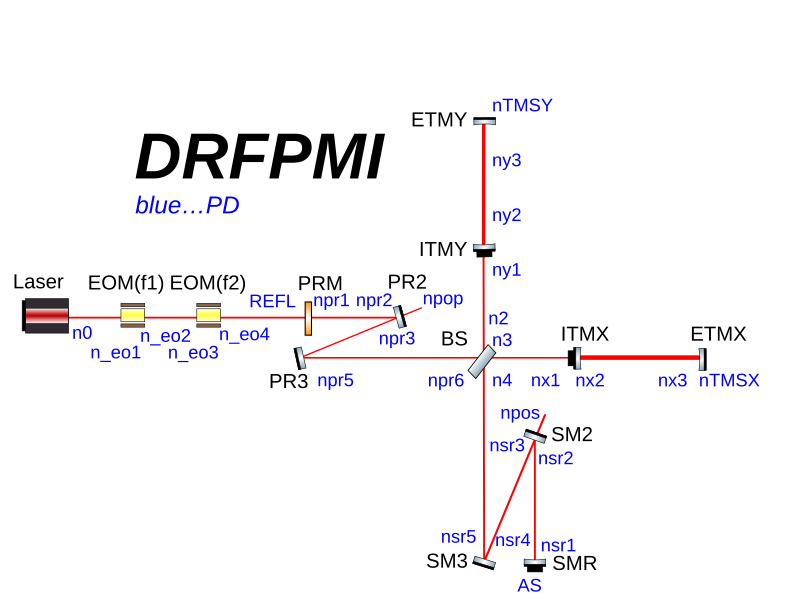 nTMSY
ETMY
DRFPMI
ny3
blue…PD
ny2
ITMY
ny1
Laser
EOM(f1)
EOM(f2)
PRM
PR2
REFL
npr1
npr2
npop
n0
n_eo2
n_eo4
n_eo1
n_eo3
npr3
BS
n2
n3
ITMX
ETMX
PR3
npr5
npr6
n4
nx1
nx2
nx3
nTMSX
npos
SM2
nsr3
nsr2
nsr5
nsr4
nsr1
SM3
SMR
AS